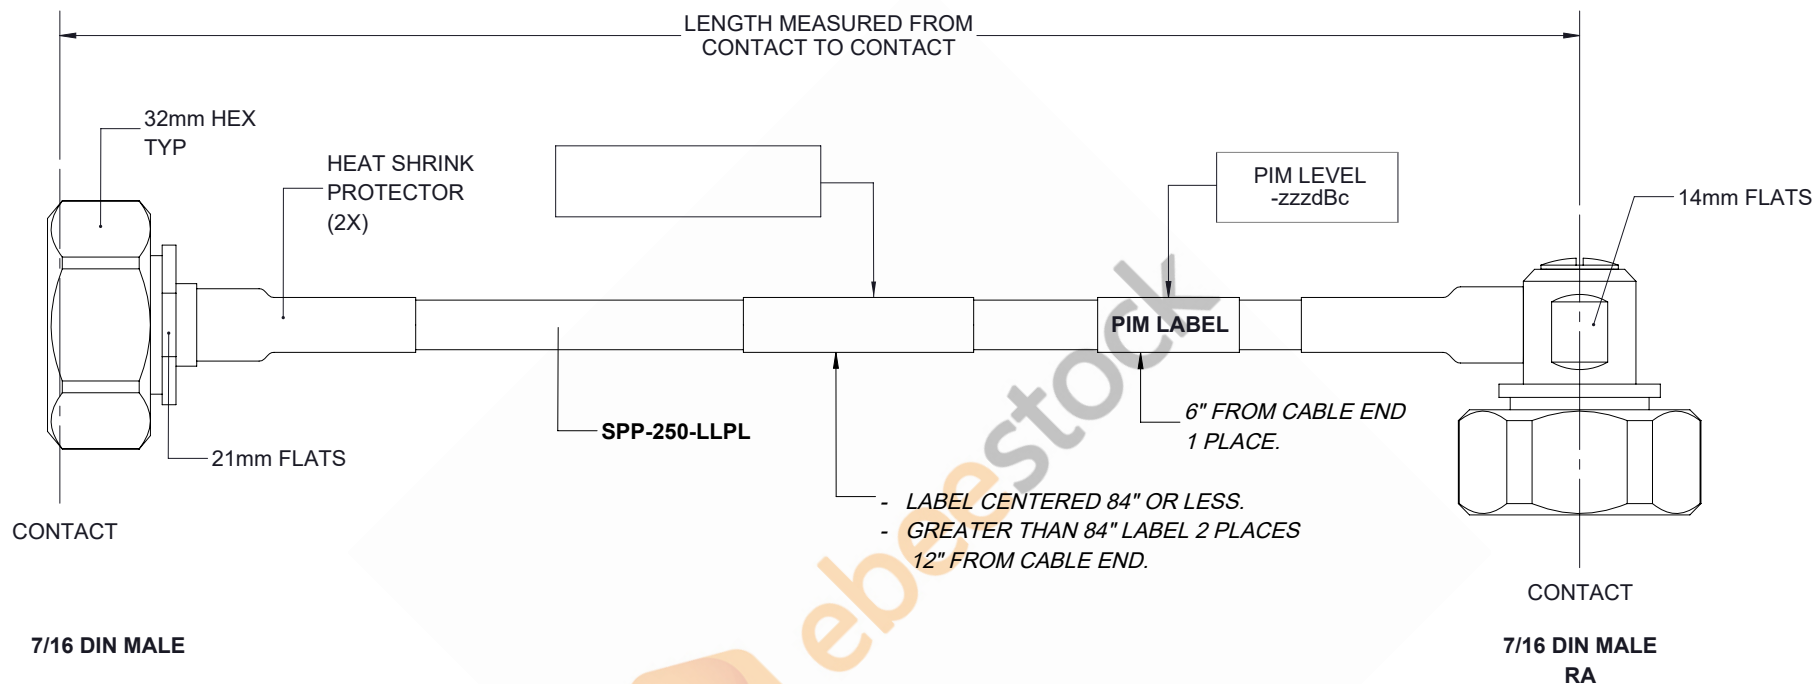 LENGTH MEASURED FROM
CONTACT TO CONTACT
32mm HEX
TYP
HEAT SHRINK
PROTECTOR
(2X)
PIM LEVEL
-zzzdBc
14mm FLATS
PIM LABEL
21mm FLATS
SPP-250-LLPL
6" FROM CABLE END
1 PLACE.
- LABEL CENTERED 84" OR LESS.
- GREATER THAN 84" LABEL 2 PLACES
12" FROM CABLE END.
CONTACT
CONTACT
7/16 DIN MALE
7/16 DIN MALE
RA
ebeestock